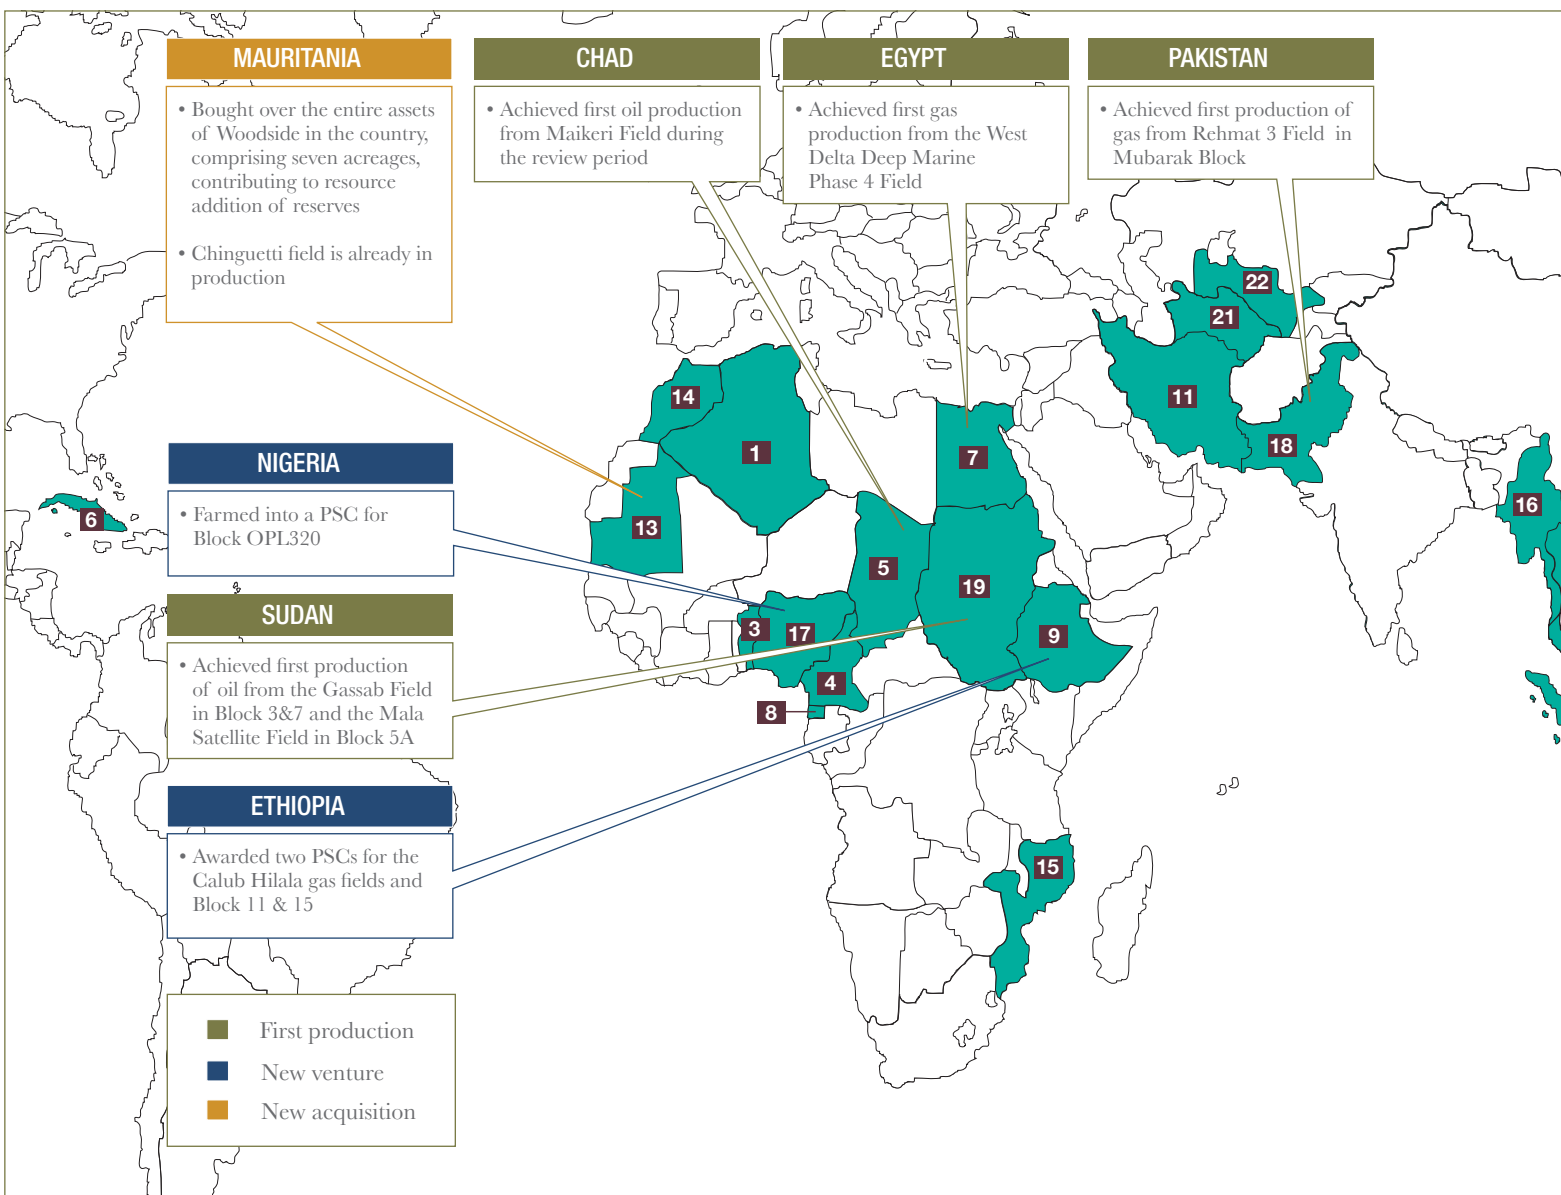 MAURITANIA
• Bought over the entire assets
of Woodside in the country,
comprising seven acreages,
contributing to resource
addition of reserves
• Chinguetti field is already in
production
CHAD
• Achieved first oil production
from Maikeri Field during
the review period
EGYPT
• Achieved first gas
production from the West
Delta Deep Marine
Phase 4 Field
PAKISTAN
• Achieved first production of
gas from Rehmat 3 Field in
Mubarak Block
NIGERIA
• Farmed into a PSC for
Block OPL320
SUDAN
• Achieved first production
of oil from the Gassab Field
in Block 3&7 and the Mala
Satellite Field in Block 5A
ETHIOPIA
• Awarded two PSCs for the
Calub Hilala gas fields and
Block 11 & 15
First production
New venture
New acquisition
22
21
14
11
1
18
7
6
13
16
5
19
3
17
9
4
8
15